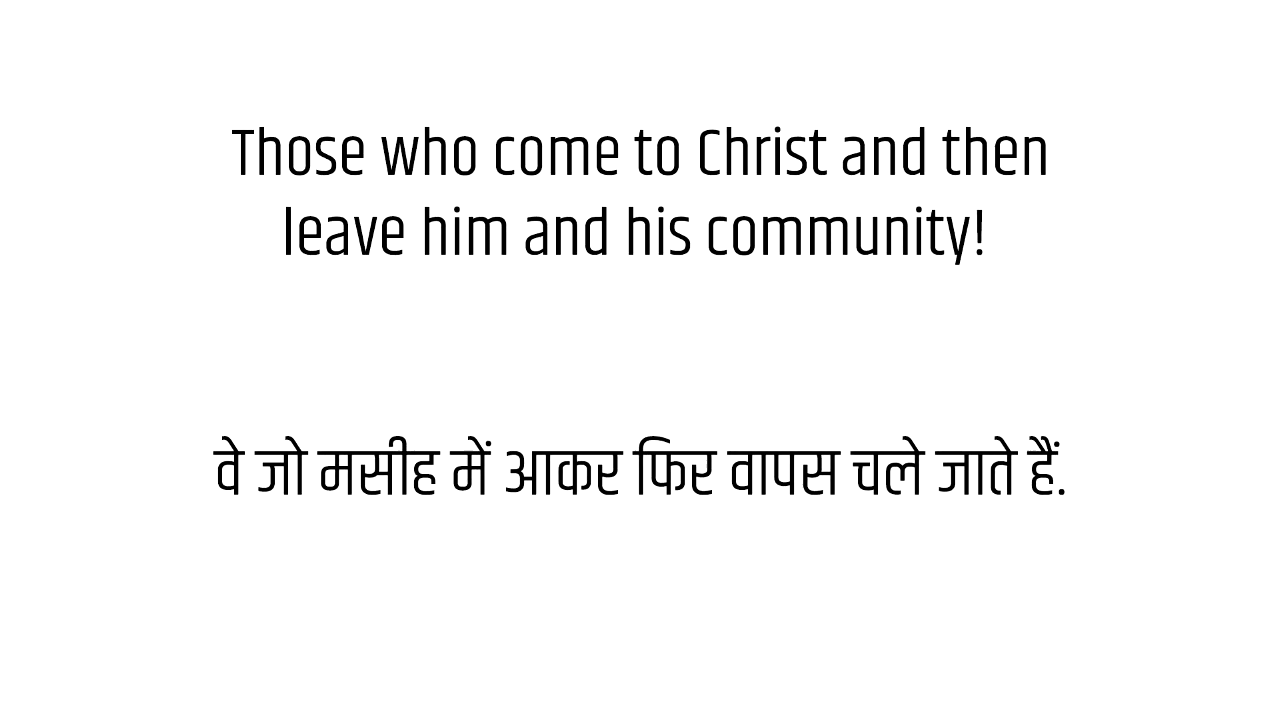 Those who come to Christ and then
leave him and his community!
वे जो मसीह में आकर फिर वापस चले जाते हैं.